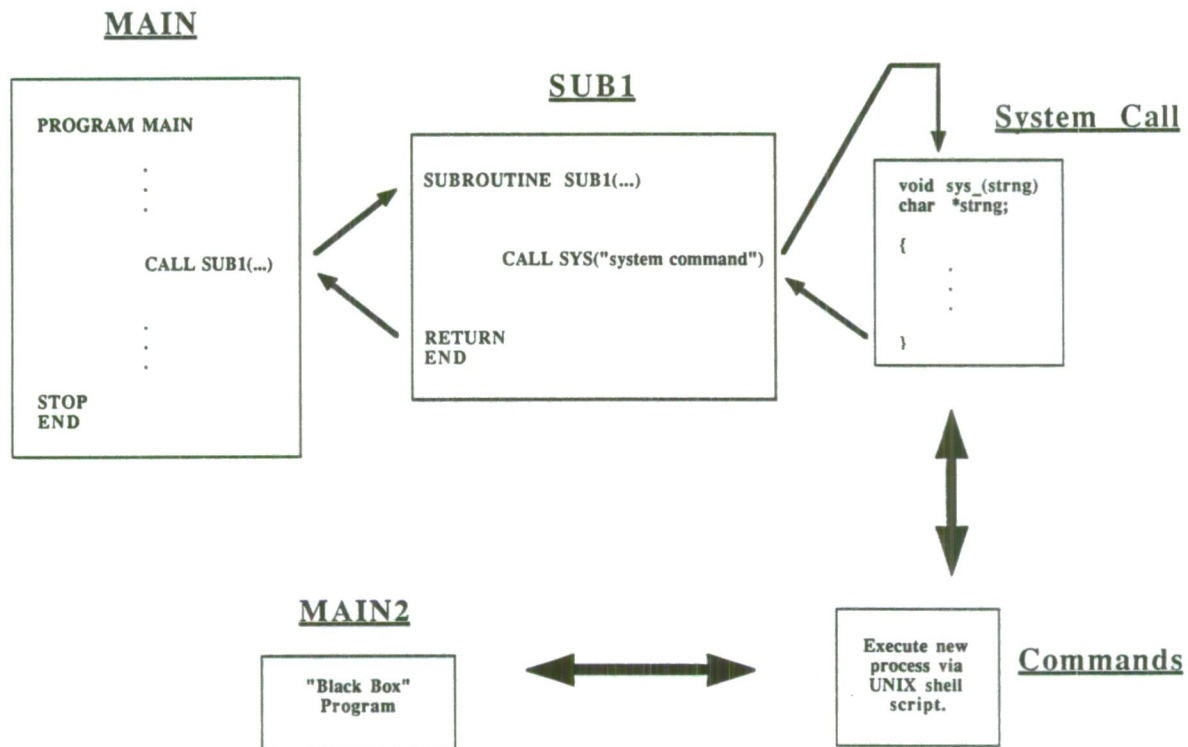 MAIN
PROGRAM MAIN
.
.
.
CALL SUB1(...)
.
.
.
STOP
END
SUB1
SUBROUTINE SUB1(...)
CALL SYS("system command")
RETURN
END
System Call
void sys_(strng)
char *strng;
{
.
.
.
}
MAIN2
"Black Box"
Program
Execute new
process via
UNIX shell
script.
Commands